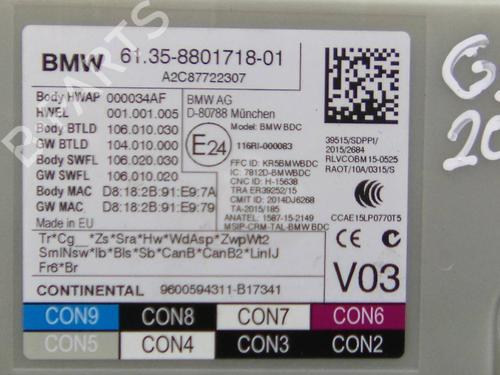 BMW 61.35-8801718-01
A2C87722307
Body HWAP 000034AF
HWEL 001.001.005
Body BTLD 106.010.030
GW BTLD 104.010.000
Body SWFL 106.020.030
GW SWFL 106.010.020
Body MAC D8:18:2B:91:E9:7A
GW MAC D8:18:2B:91:E9:79
Made in EU
BMW AG
D-80788 München
Model: BMW BDC
E24
116RI-000083
FCC ID: KR5BMWBDC
IC: 7812D-BMWBDC
CNC ID: H-15638
TRA ER39252/15
CMIT ID: 2014DJ6268
TA-2015/185
ANATEL: 1587-15-2149
MSIP-CRM-TAL-BMW BDC
39515/SDPPI/
2015/2684
RLVCOBM15-0525
RAOT/10A/0315/S
CCAE15LP0770T5
CE
Tr*Cg__*Zs*Sra*Hw*WdAsp*ZwpWt2
SmlNsw*Ib*Bls*Sb*CanB*CanB2*LinIJ
Fr6*Br
V03
CONTINENTAL 9600594311-B17341
CON9 CON8 CON7 CON6
CON5 CON4 CON3 CON2